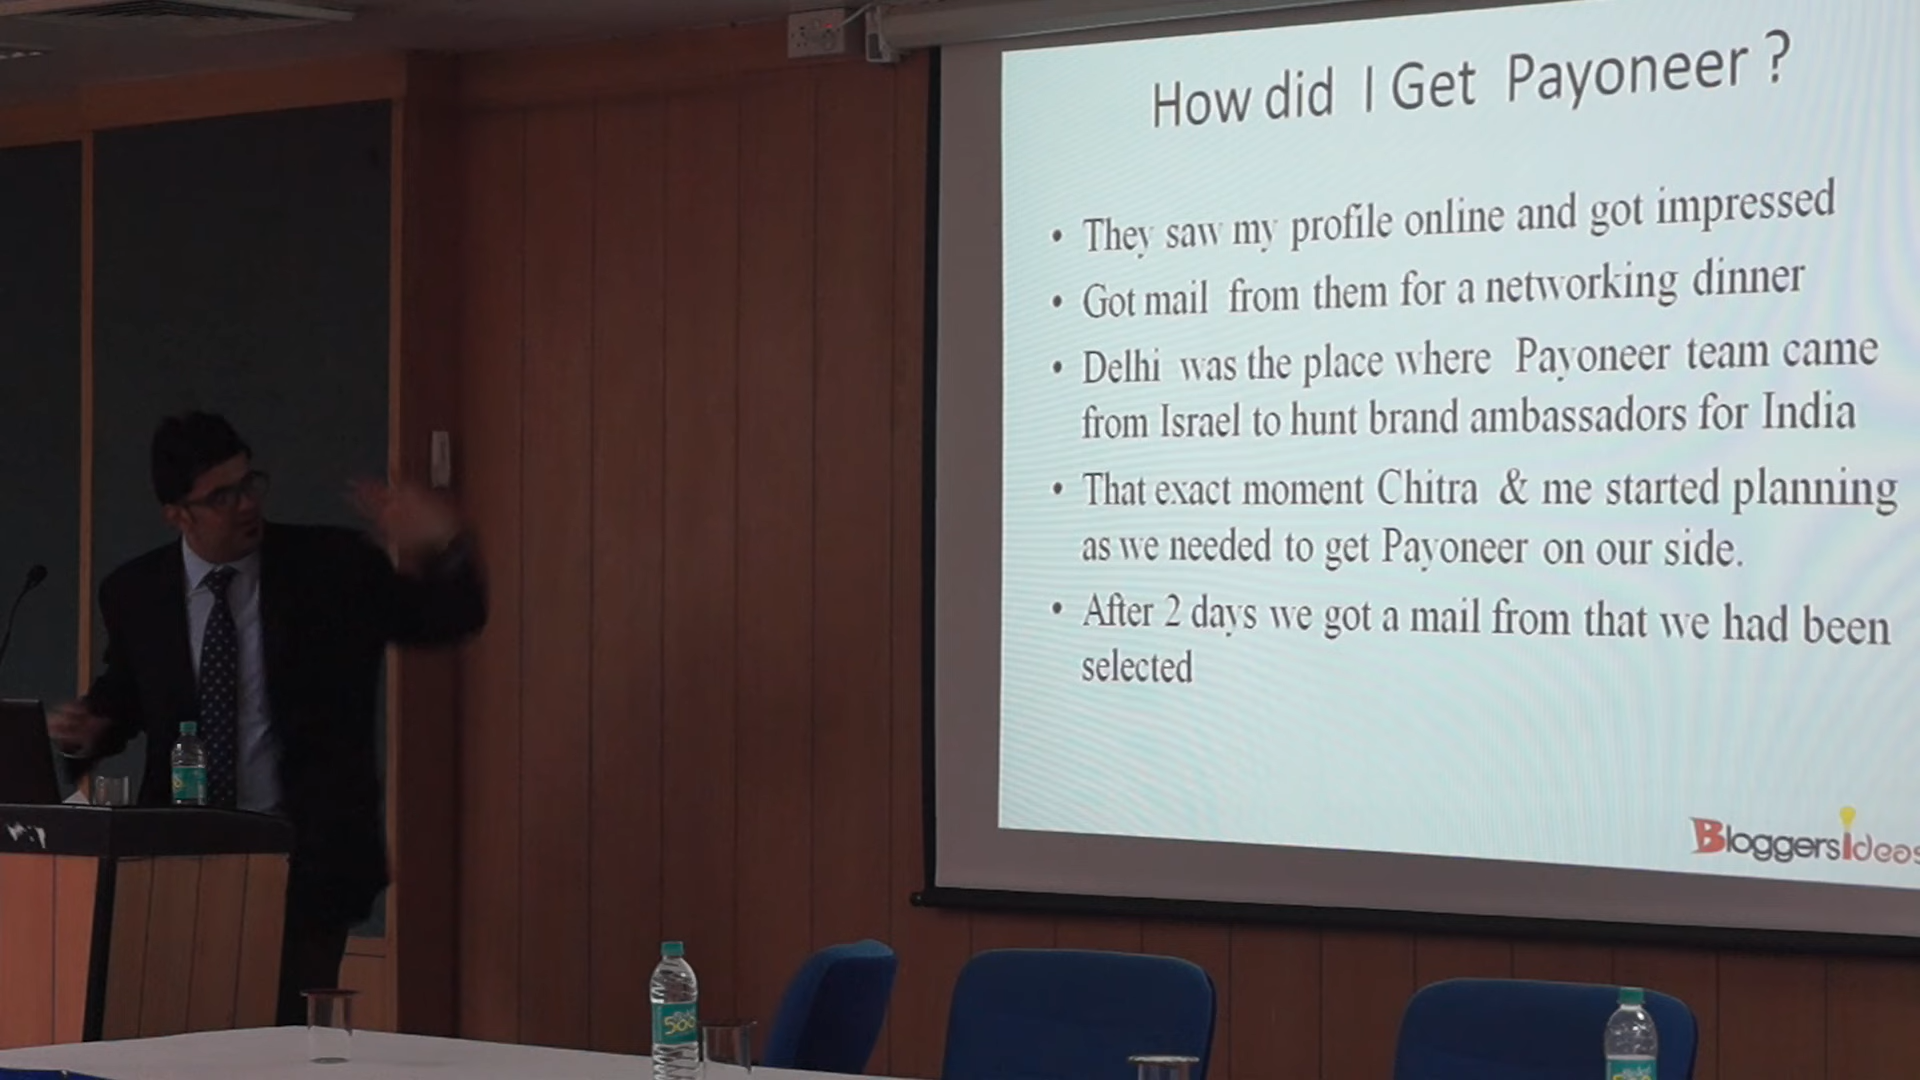 How did I Get Payoneer ?
• They saw my profile online and got impressed
• Got mail from them for a networking dinner
• Delhi was the place where Payoneer team came
from Israel to hunt brand ambassadors for India
• That exact moment Chitra & me started planning
as we needed to get Payoneer on our side.
• After 2 days we got a mail from that we had been
selected
BloggersIdeas
500